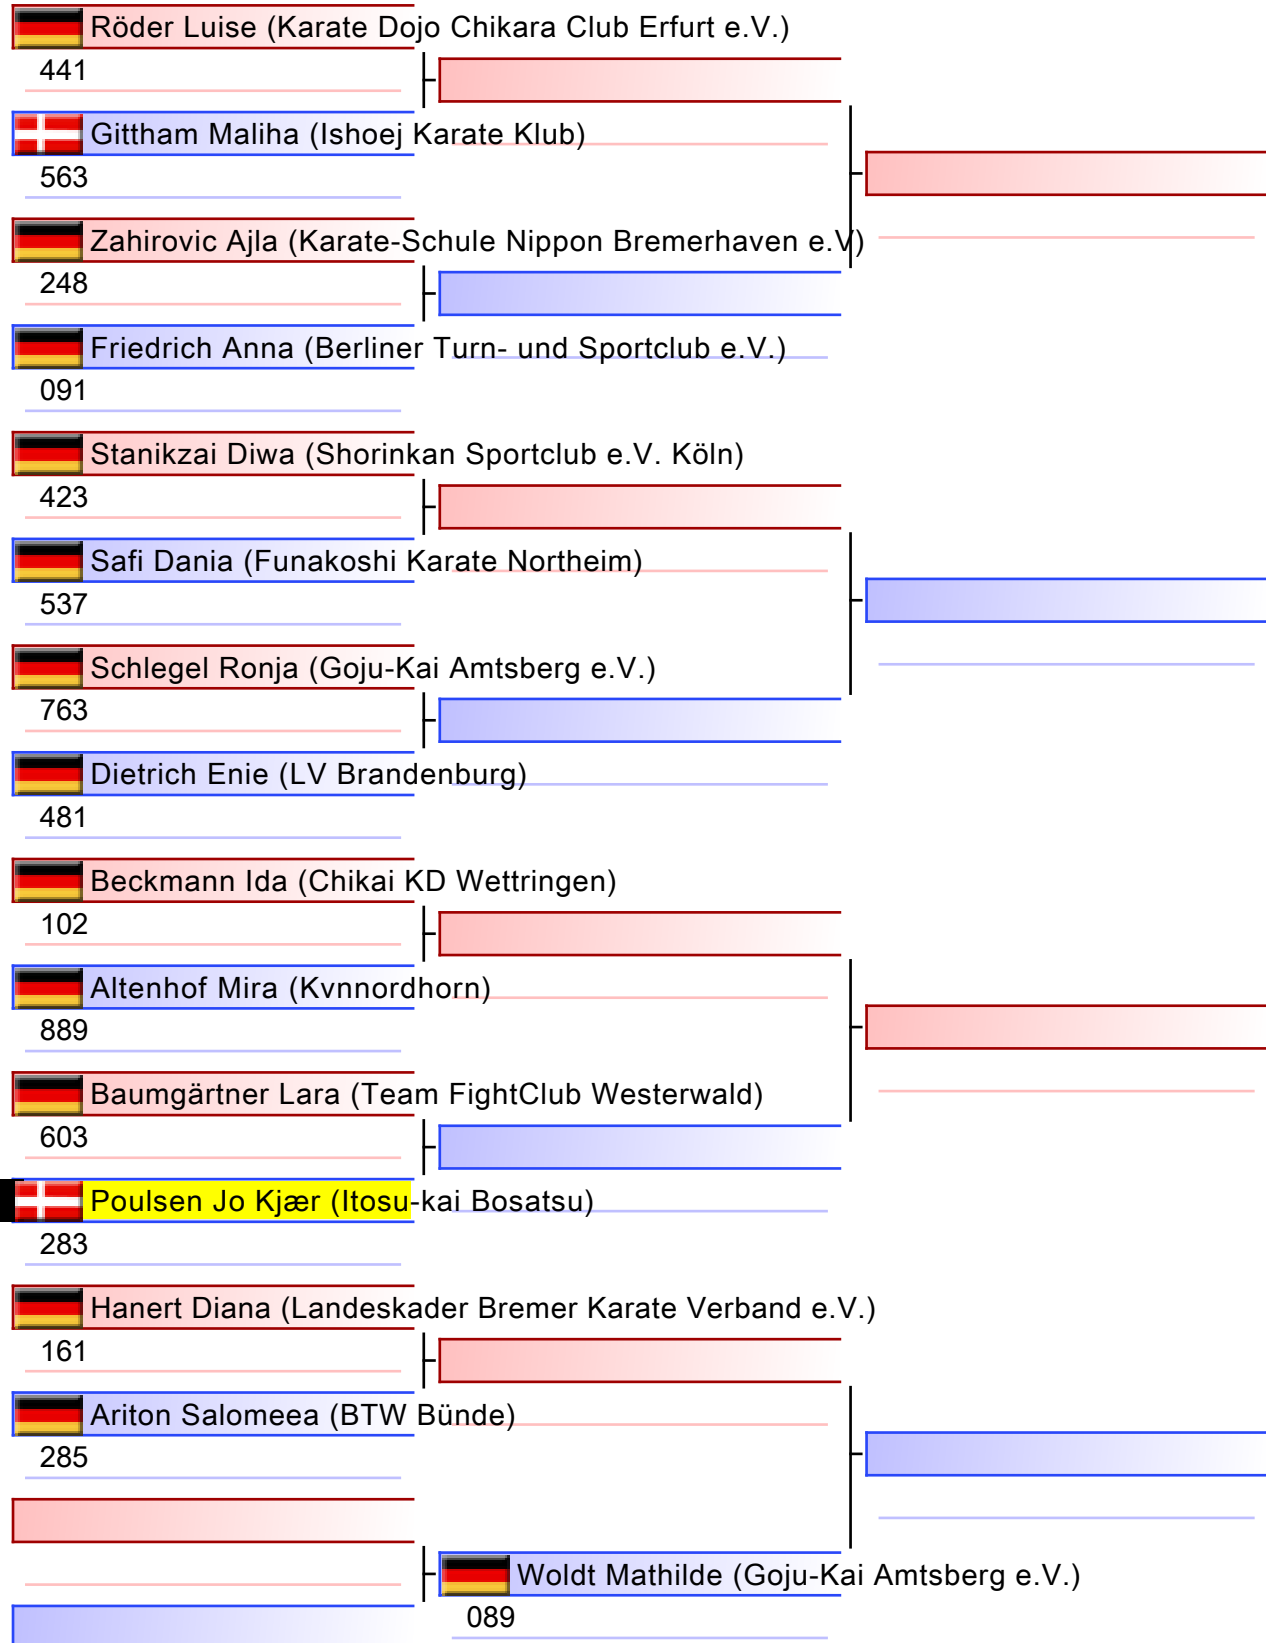 Röder Luise (Karate Dojo Chikara Club Erfurt e.V.)
441
Gittham Maliha (Ishoej Karate Klub)
563
Zahirovic Ajla (Karate-Schule Nippon Bremerhaven e.V)
248
Friedrich Anna (Berliner Turn- und Sportclub e.V.)
091
Stanikzai Diwa (Shorinkan Sportclub e.V. Köln)
423
Safi Dania (Funakoshi Karate Northeim)
537
Schlegel Ronja (Goju-Kai Amtsberg e.V.)
763
Dietrich Enie (LV Brandenburg)
481
Beckmann Ida (Chikai KD Wettringen)
102
Altenhof Mira (Kvnnordhorn)
889
Baumgärtner Lara (Team FightClub Westerwald)
603
Poulsen Jo Kjær (Itosu-kai Bosatsu)
283
Hanert Diana (Landeskader Bremer Karate Verband e.V.)
161
Ariton Salomeea (BTW Bünde)
285
Woldt Mathilde (Goju-Kai Amtsberg e.V.)
089